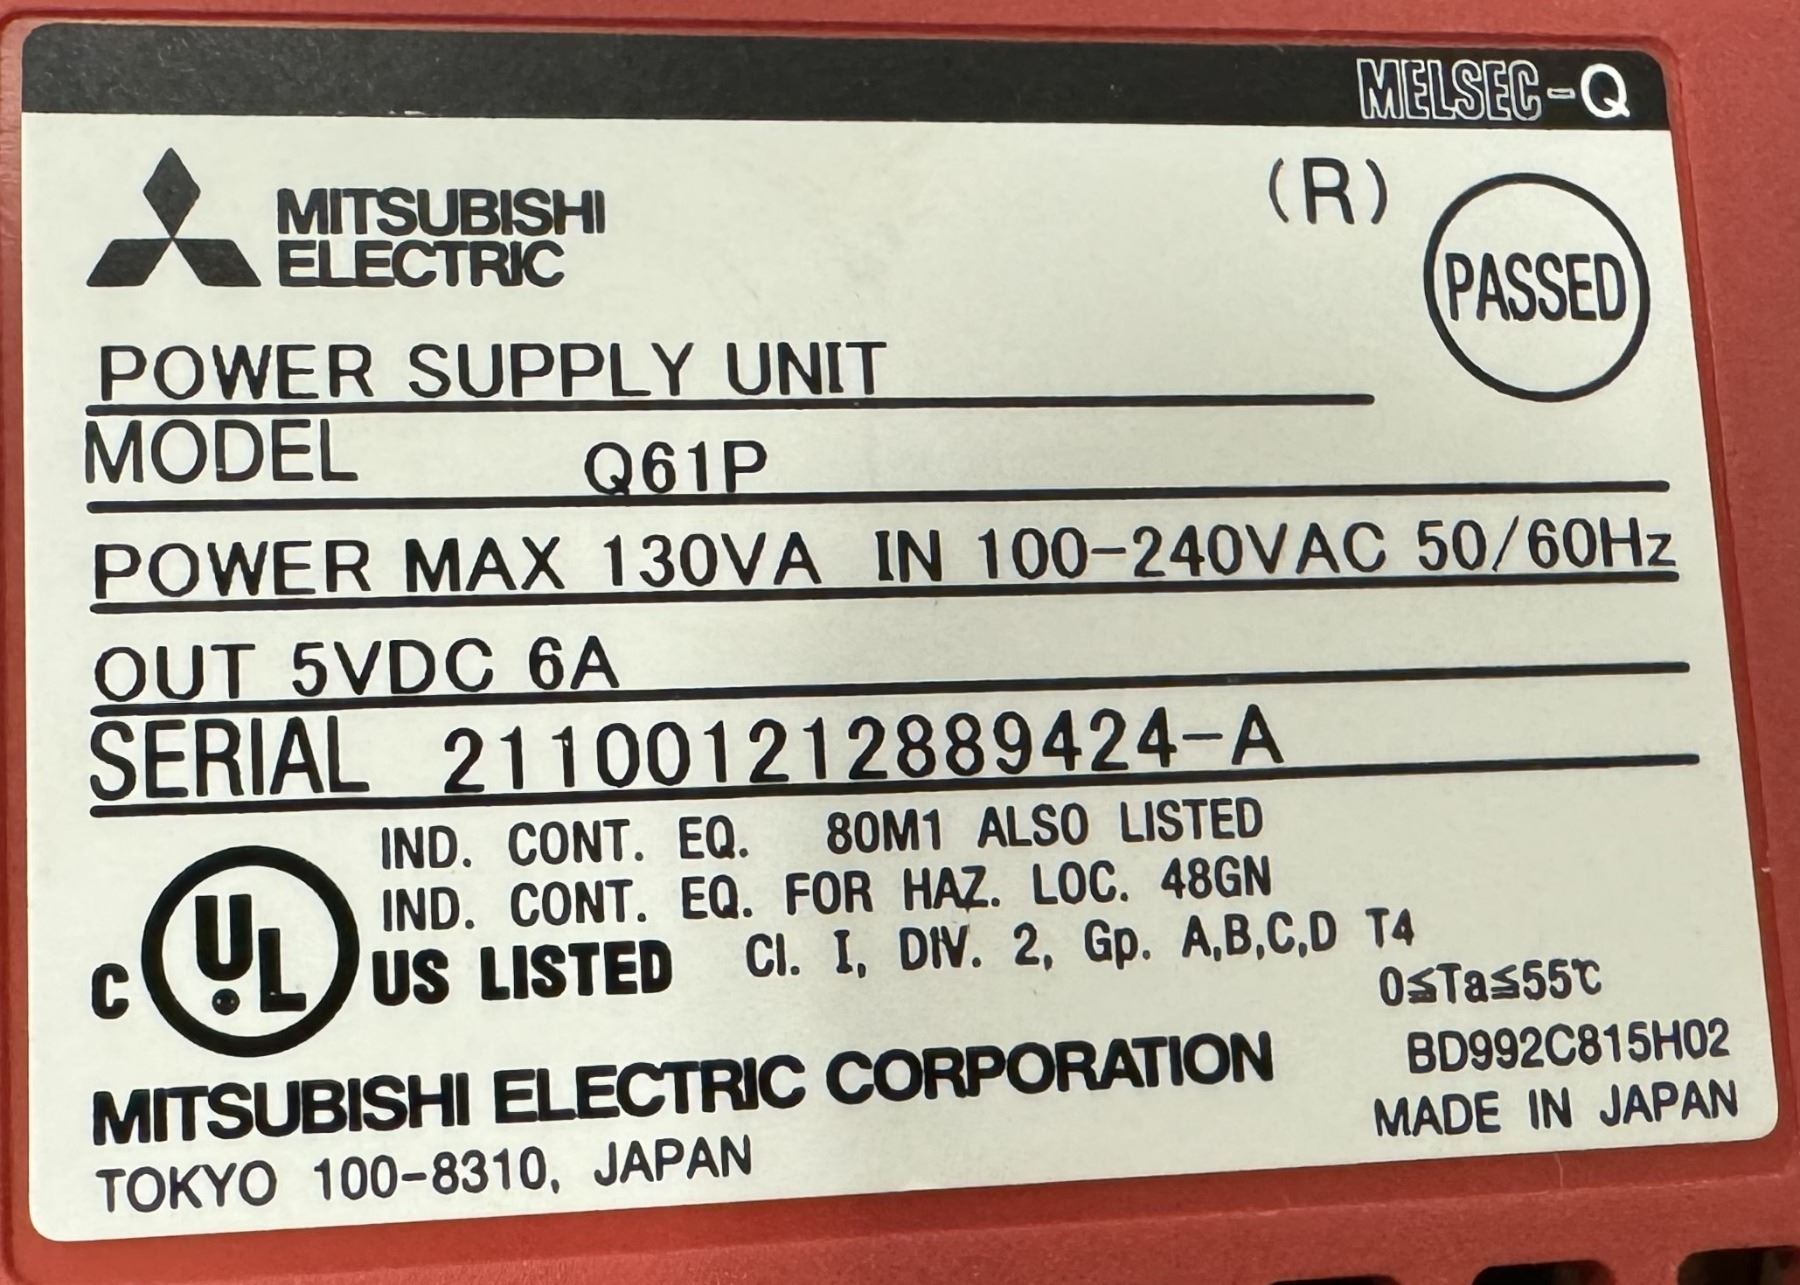 MELSEC-Q
MITSUBISHI
ELECTRIC
(R)
PASSED
POWER SUPPLY UNIT
MODEL Q61P
POWER MAX 130VA IN 100-240VAC 50/60Hz
OUT 5VDC 6A
SERIAL 211001212889424-A
IND. CONT. EQ. 80M1 ALSO LISTED
IND. CONT. EQ. FOR HAZ. LOC. 48GN
C UL US LISTED Cl. I, DIV. 2, Gp. A,B,C,D T4
0≦Ta≦55℃
MITSUBISHI ELECTRIC CORPORATION
BD992C815H02
TOKYO 100-8310, JAPAN
MADE IN JAPAN